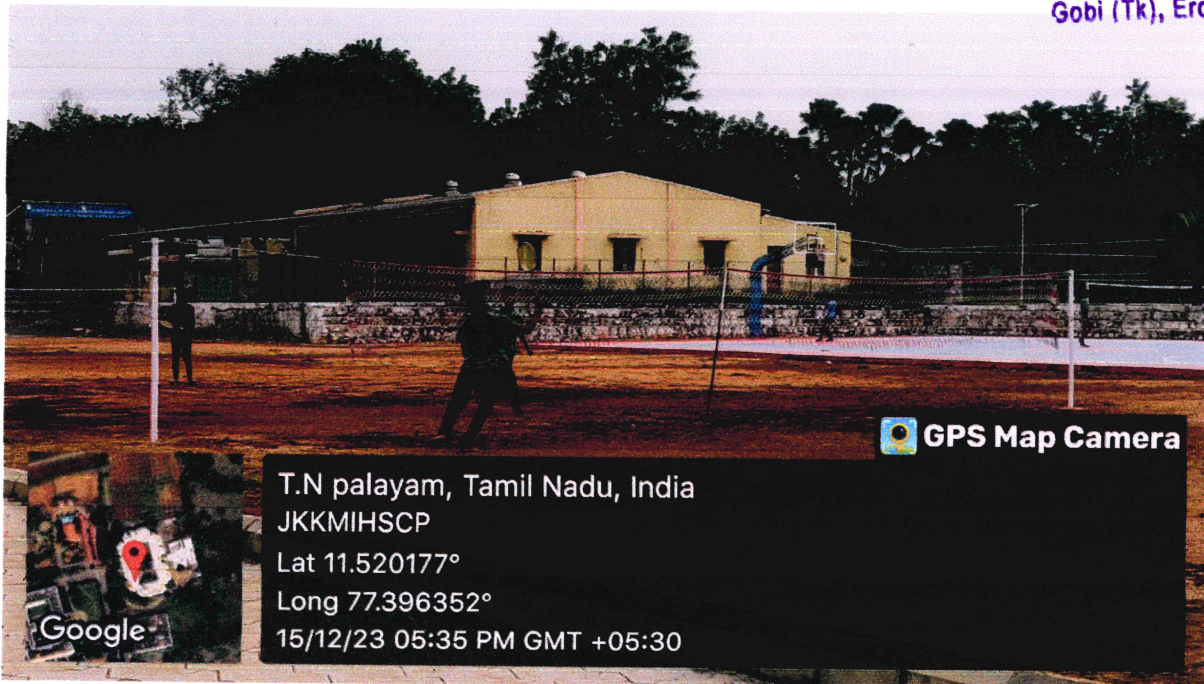 Gobi (Tk),
GPS Map Camera
T.N palayam, Tamil Nadu, India
JKKMIHSCP
Lat 11.520177°
Long 77.396352°
15/12/23 05:35 PM GMT +05:30
Google